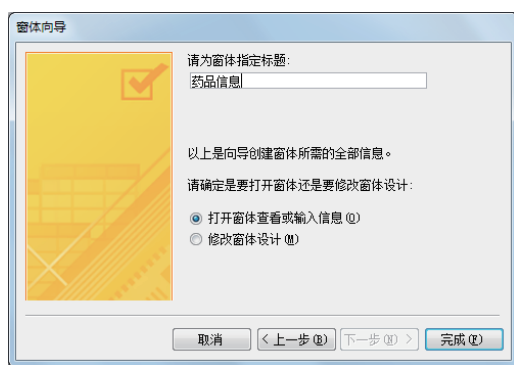 窗体向导
请为窗体指定标题:
药品信息
以上是向导创建窗体所需的全部信息。
请确定是要打开窗体还是要修改窗体设计:
打开窗体查看或输入信息(O)
修改窗体设计(M)
取消 <上一步(B) 下一步(N)> 完成(F)